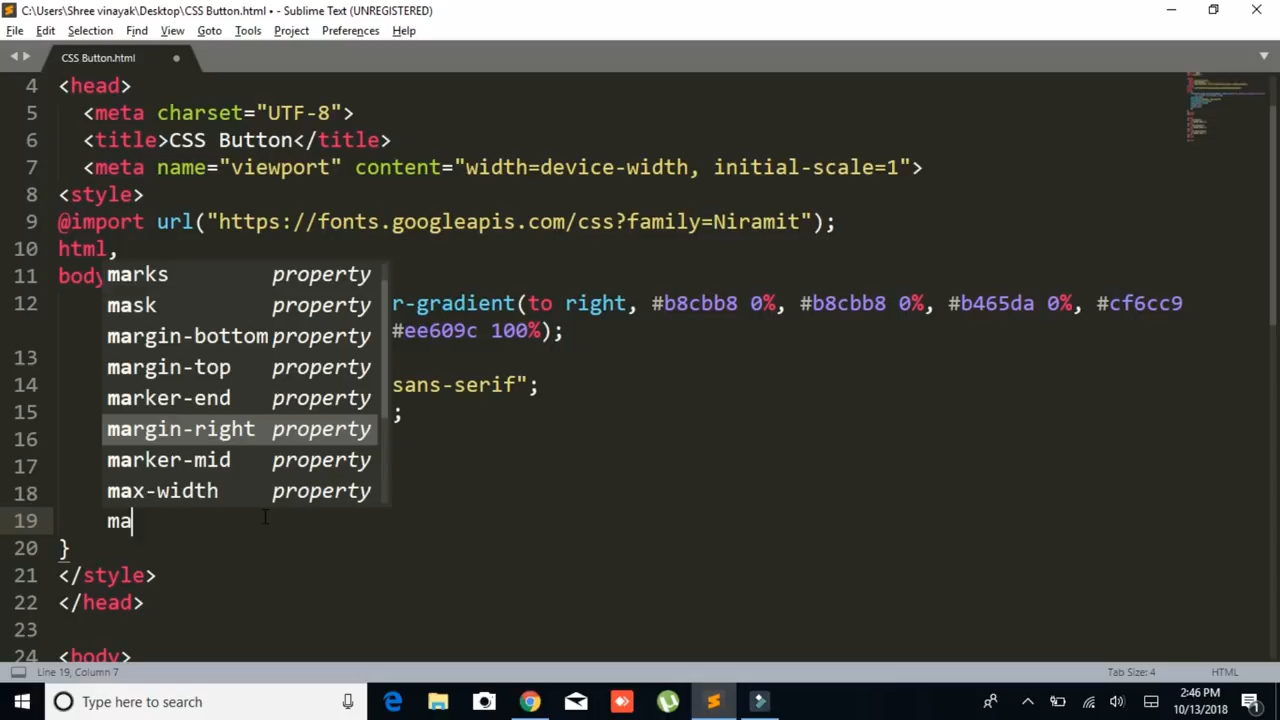 C:\Users\Shree vinayak\Desktop\CSS Button.html • - Sublime Text (UNREGISTERED)
File Edit Selection Find View Goto Tools Project Preferences Help
CSS Button.html
4 <head>
5 <meta charset="UTF-8">
6 <title>CSS Button</title>
7 <meta name="viewport" content="width=device-width, initial-scale=1">
8 <style>
9 @import url("https://fonts.googleapis.com/css?family=Niramit");
10 html,
11 body
marks property
12 r-gradient(to right, #b8cbb8 0%, #b8cbb8 0%, #b465da 0%, #cf6cc9
mask property
#ee609c 100%);
margin-bottom property
13
margin-top property
14 sans-serif";
marker-end property
15 ;
margin-right property
16
marker-mid property
17
max-width property
18
19 ma
20 }
21 </style>
22 </head>
23
24 <body>
Line 19, Column 7 Tab Size: 4 HTML
Type here to search
2:46 PM
10/13/2018
1